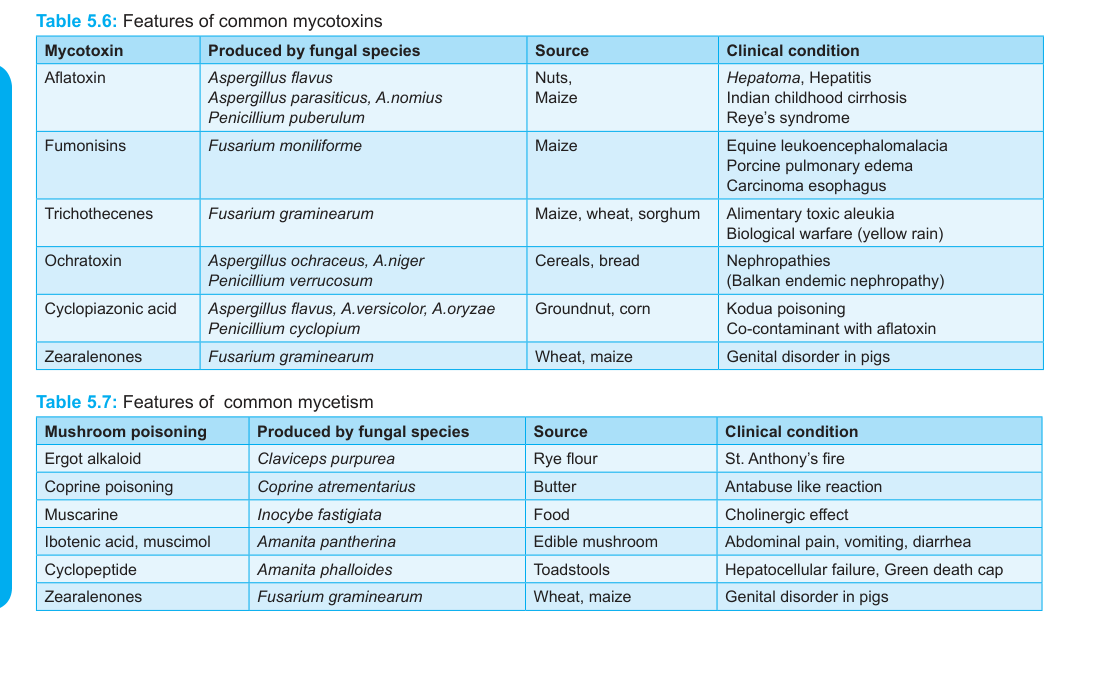 Table 5.6: Features of common mycotoxins
Mycotoxin Produced by fungal species Source Clinical condition
Aflatoxin Aspergillus flavus Nuts, Hepatoma, Hepatitis
Aspergillus parasiticus, A.nomius Maize Indian childhood cirrhosis
Penicillium puberulum Reye's syndrome
Fumonisins Fusarium moniliforme Maize Equine leukoencephalomalacia
Porcine pulmonary edema
Carcinoma esophagus
Trichothecenes Fusarium graminearum Maize, wheat, sorghum Alimentary toxic aleukia
Biological warfare (yellow rain)
Ochratoxin Aspergillus ochraceus, A.niger Cereals, bread Nephropathies
Penicillium verrucosum (Balkan endemic nephropathy)
Cyclopiazonic acid Aspergillus flavus, A.versicolor, A.oryzae Groundnut, corn Kodua poisoning
Penicillium cyclopium Co-contaminant with aflatoxin
Zearalenones Fusarium graminearum Wheat, maize Genital disorder in pigs
Table 5.7: Features of common mycetism
Mushroom poisoning Produced by fungal species Source Clinical condition
Ergot alkaloid Claviceps purpurea Rye flour St. Anthony's fire
Coprine poisoning Coprine atrementarius Butter Antabuse like reaction
Muscarine Inocybe fastigiata Food Cholinergic effect
Ibotenic acid, muscimol Amanita pantherina Edible mushroom Abdominal pain, vomiting, diarrhea
Cyclopeptide Amanita phalloides Toadstools Hepatocellular failure, Green death cap
Zearalenones Fusarium graminearum Wheat, maize Genital disorder in pigs